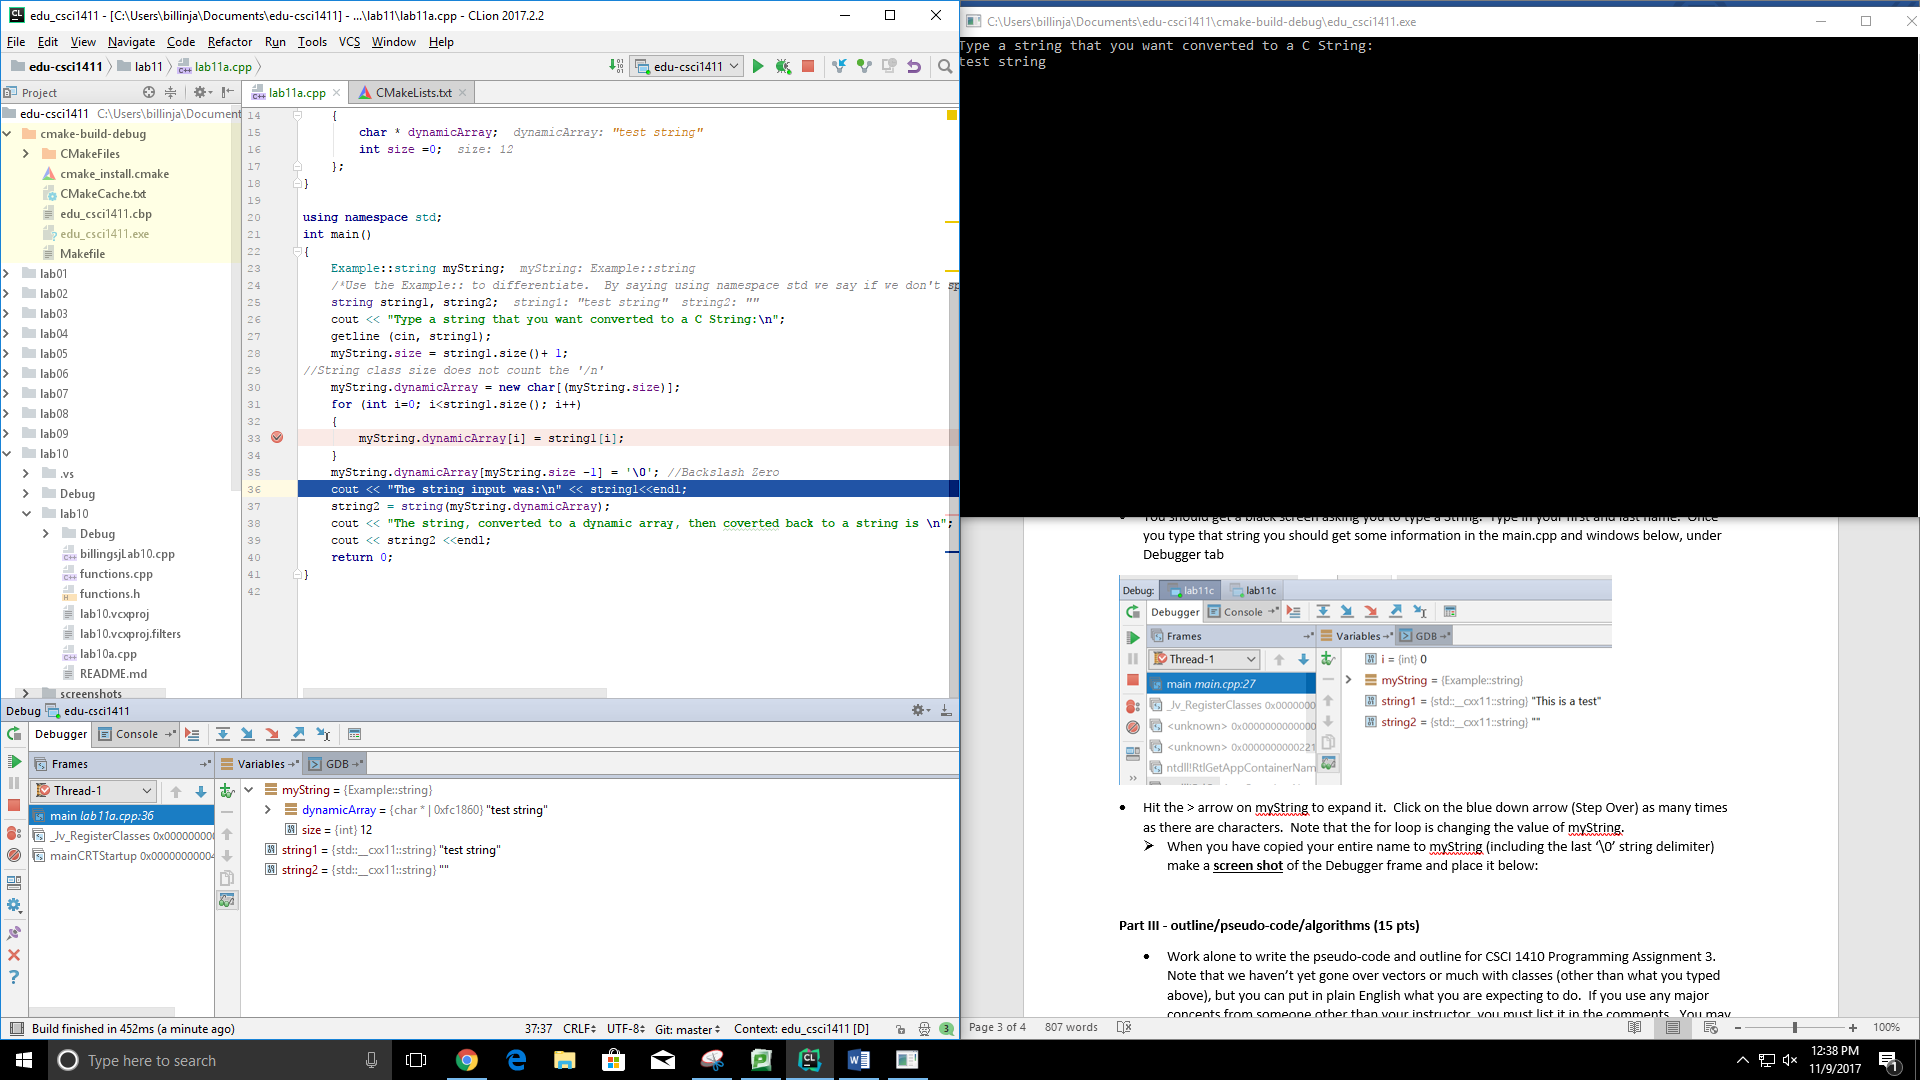 edu_csci1411 - [C:\Users\billinja\Documents\edu-csci1411] - ...\lab11\lab11a.cpp - CLion 2017.2.2
File Edit View Navigate Code Refactor Run Tools VCS Window Help
edu-csci1411 lab11 lab11a.cpp
edu-csci1411
Project
lab11a.cpp CMakeLists.txt
edu-csci1411 C:\Users\billinja\Document
cmake-build-debug
CMakeFiles
cmake_install.cmake
CMakeCache.txt
edu_csci1411.cbp
edu_csci1411.exe
Makefile
lab01
lab02
lab03
lab04
lab05
lab06
lab07
lab08
lab09
lab10
.vs
Debug
lab10
Debug
billingsjLab10.cpp
functions.cpp
functions.h
lab10.vcxproj
lab10.vcxproj.filters
lab10a.cpp
README.md
screenshots
14 {
15 char * dynamicArray; dynamicArray: "test string"
16 int size =0; size: 12
17 };
18 }
19
20 using namespace std;
21 int main()
22 {
23 Example::string myString; myString: Example::string
24 /*Use the Example:: to differentiate. By saying using namespace std we say if we don't sp
25 string string1, string2; string1: "test string" string2: ""
26 cout << "Type a string that you want converted to a C String:\n";
27 getline (cin, string1);
28 myString.size = string1.size()+ 1;
29 //String class size does not count the '/n'
30 myString.dynamicArray = new char[(myString.size)];
31 for (int i=0; i<string1.size(); i++)
32 {
33 myString.dynamicArray[i] = string1[i];
34 }
35 myString.dynamicArray[myString.size -1] = '\0'; //Backslash Zero
36 cout << "The string input was:\n" << string1<<endl;
37 string2 = string(myString.dynamicArray);
38 cout << "The string, converted to a dynamic array, then coverted back to a string is \n";
39 cout << string2 <<endl;
40 return 0;
41 }
42
Debug edu-csci1411
Debugger Console
Frames Variables GDB
Thread-1
main lab11a.cpp:36
_Jv_RegisterClasses 0x000000000
mainCRTStartup 0x00000000004
myString = {Example::string}
dynamicArray = {char * | 0xfc1860} "test string"
size = {int} 12
string1 = {std::__cxx11::string} "test string"
string2 = {std::__cxx11::string} ""
Build finished in 452ms (a minute ago) 37:37 CRLF UTF-8 Git: master Context: edu_csci1411 [D] 3
C:\Users\billinja\Documents\edu-csci1411\cmake-build-debug\edu_csci1411.exe
Type a string that you want converted to a C String:
test string
You should get a black screen asking you to type a String. Type in your first and last name. Once
you type that string you should get some information in the main.cpp and windows below, under
Debugger tab
Debug: lab11c lab11c
Debugger Console
Frames Variables GDB
Thread-1
main main.cpp:27
_Jv_RegisterClasses 0x0000000
<unknown> 0x000000000000
<unknown> 0x0000000000221
ntdll!RtlGetAppContainerNam
i = {int} 0
myString = {Example::string}
string1 = {std::__cxx11::string} "This is a test"
string2 = {std::__cxx11::string} ""
• Hit the > arrow on myString to expand it. Click on the blue down arrow (Step Over) as many times
as there are characters. Note that the for loop is changing the value of myString.
➢ When you have copied your entire name to myString (including the last '\0' string delimiter)
make a screen shot of the Debugger frame and place it below:
Part III - outline/pseudo-code/algorithms (15 pts)
• Work alone to write the pseudo-code and outline for CSCI 1410 Programming Assignment 3.
Note that we haven't yet gone over vectors or much with classes (other than what you typed
above), but you can put in plain English what you are expecting to do. If you use any major
concepts from someone other than your instructor, you must list it in the comments. You may
Page 3 of 4 807 words 100%
Type here to search
12:38 PM
11/9/2017
1